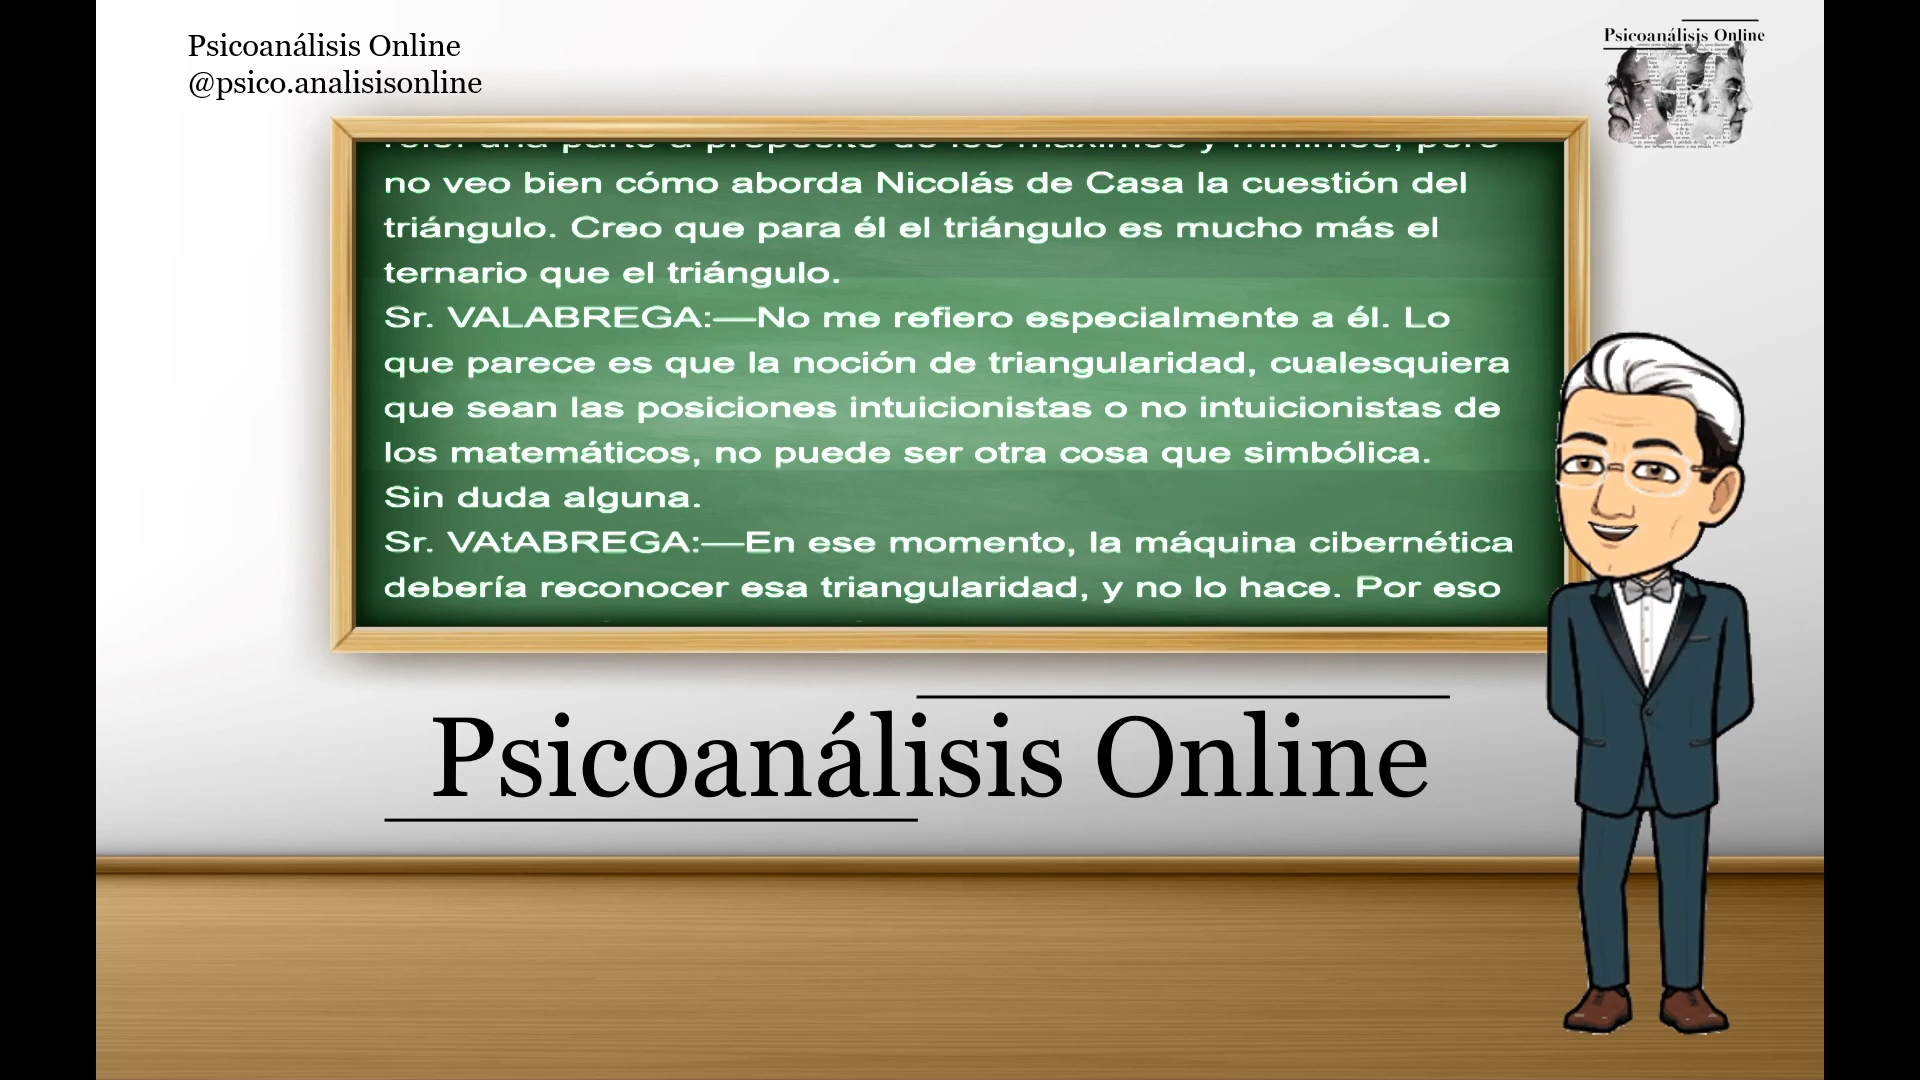 Psicoanálisis Online
@psico.analisisonline
Psicoanálisis Online
no veo bien cómo aborda Nicolás de Casa la cuestión del
triángulo. Creo que para él el triángulo es mucho más el
ternario que el triángulo.
Sr. VALABREGA:—No me refiero especialmente a él. Lo
que parece es que la noción de triangularidad, cualesquiera
que sean las posiciones intuicionistas o no intuicionistas de
los matemáticos, no puede ser otra cosa que simbólica.
Sin duda alguna.
Sr. VAtABREGA:—En ese momento, la máquina cibernética
debería reconocer esa triangularidad, y no lo hace. Por eso
Psicoanálisis Online